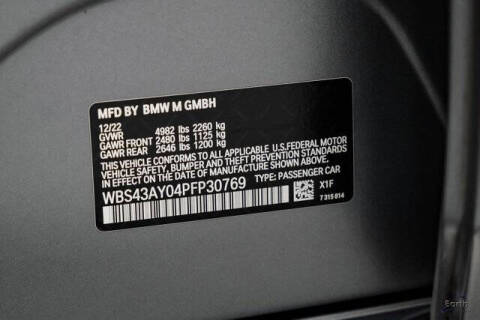 MFD BY BMW M GMBH
12/22
GVWR 4982 lbs 2260 kg
GAWR FRONT 2480 lbs 1125 kg
GAWR REAR 2646 lbs 1200 kg
THIS VEHICLE CONFORMS TO ALL APPLICABLE U.S.FEDERAL MOTOR
VEHICLE SAFETY, BUMPER AND THEFT PREVENTION STANDARDS
IN EFFECT ON THE DATE OF MANUFACTURE SHOWN ABOVE.
WBS43AY04PFP30769 TYPE: PASSENGER CAR
X1F
7 315 014
Earth